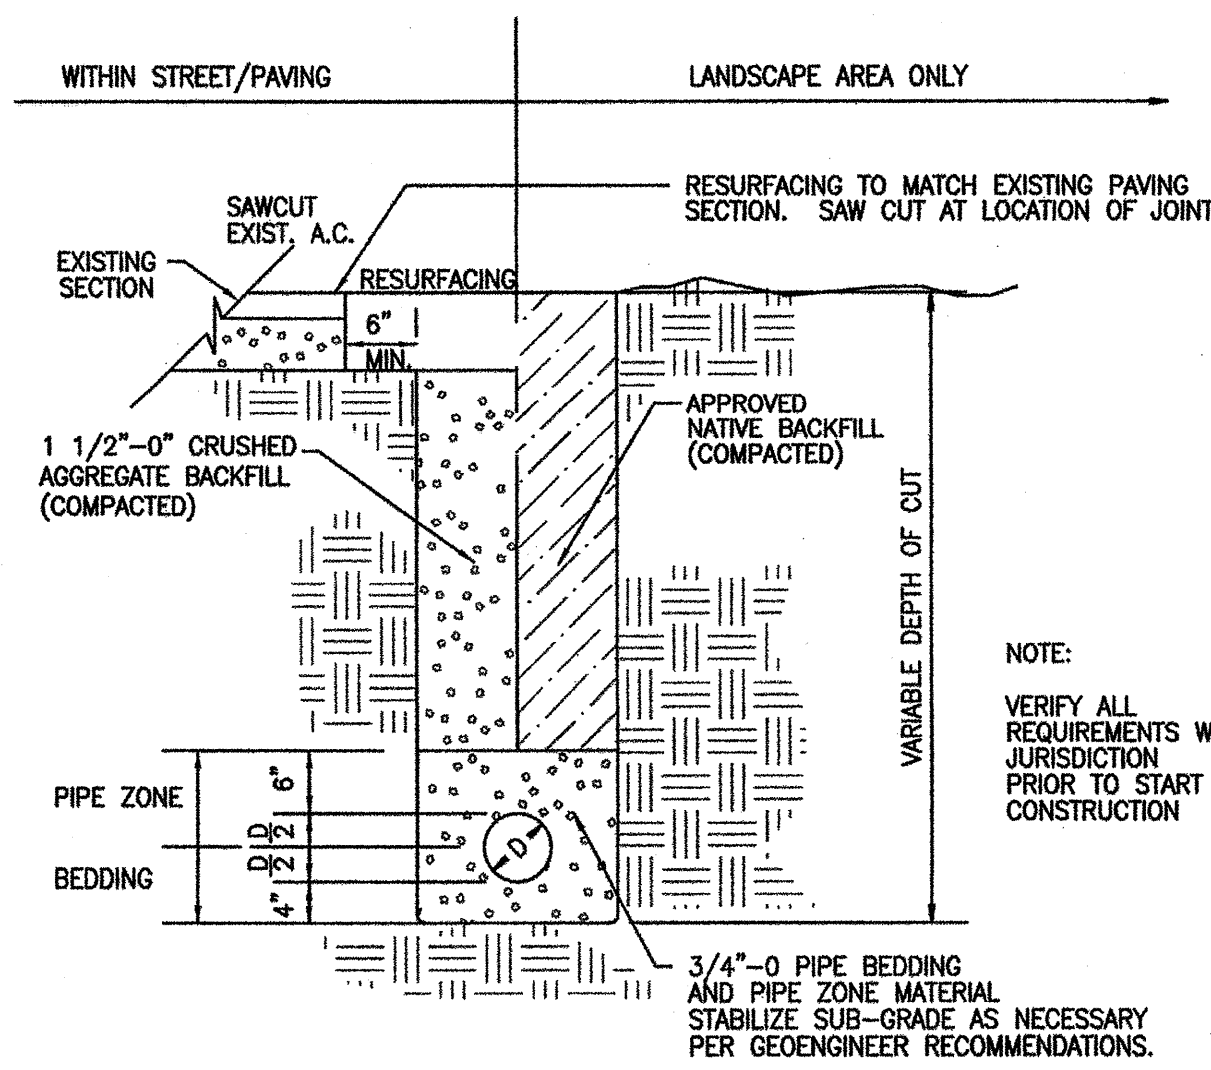 WITHIN STREET/PAVING
LANDSCAPE AREA ONLY
RESURFACING TO MATCH EXISTING PAVING
SECTION. SAW CUT AT LOCATION OF JOINT
SAWCUT
EXIST. A.C.
EXISTING
SECTION
RESURFACING
6"
MIN.
APPROVED
NATIVE BACKFILL
(COMPACTED)
1 1/2"-0" CRUSHED
AGGREGATE BACKFILL
(COMPACTED)
VARIABLE DEPTH OF CUT
NOTE:
VERIFY ALL
REQUIREMENTS W
JURISDICTION
PRIOR TO START
CONSTRUCTION
PIPE ZONE
6"
D/2
D/2
D
BEDDING
4"
3/4"-0 PIPE BEDDING
AND PIPE ZONE MATERIAL
STABILIZE SUB-GRADE AS NECESSARY
PER GEOENGINEER RECOMMENDATIONS.